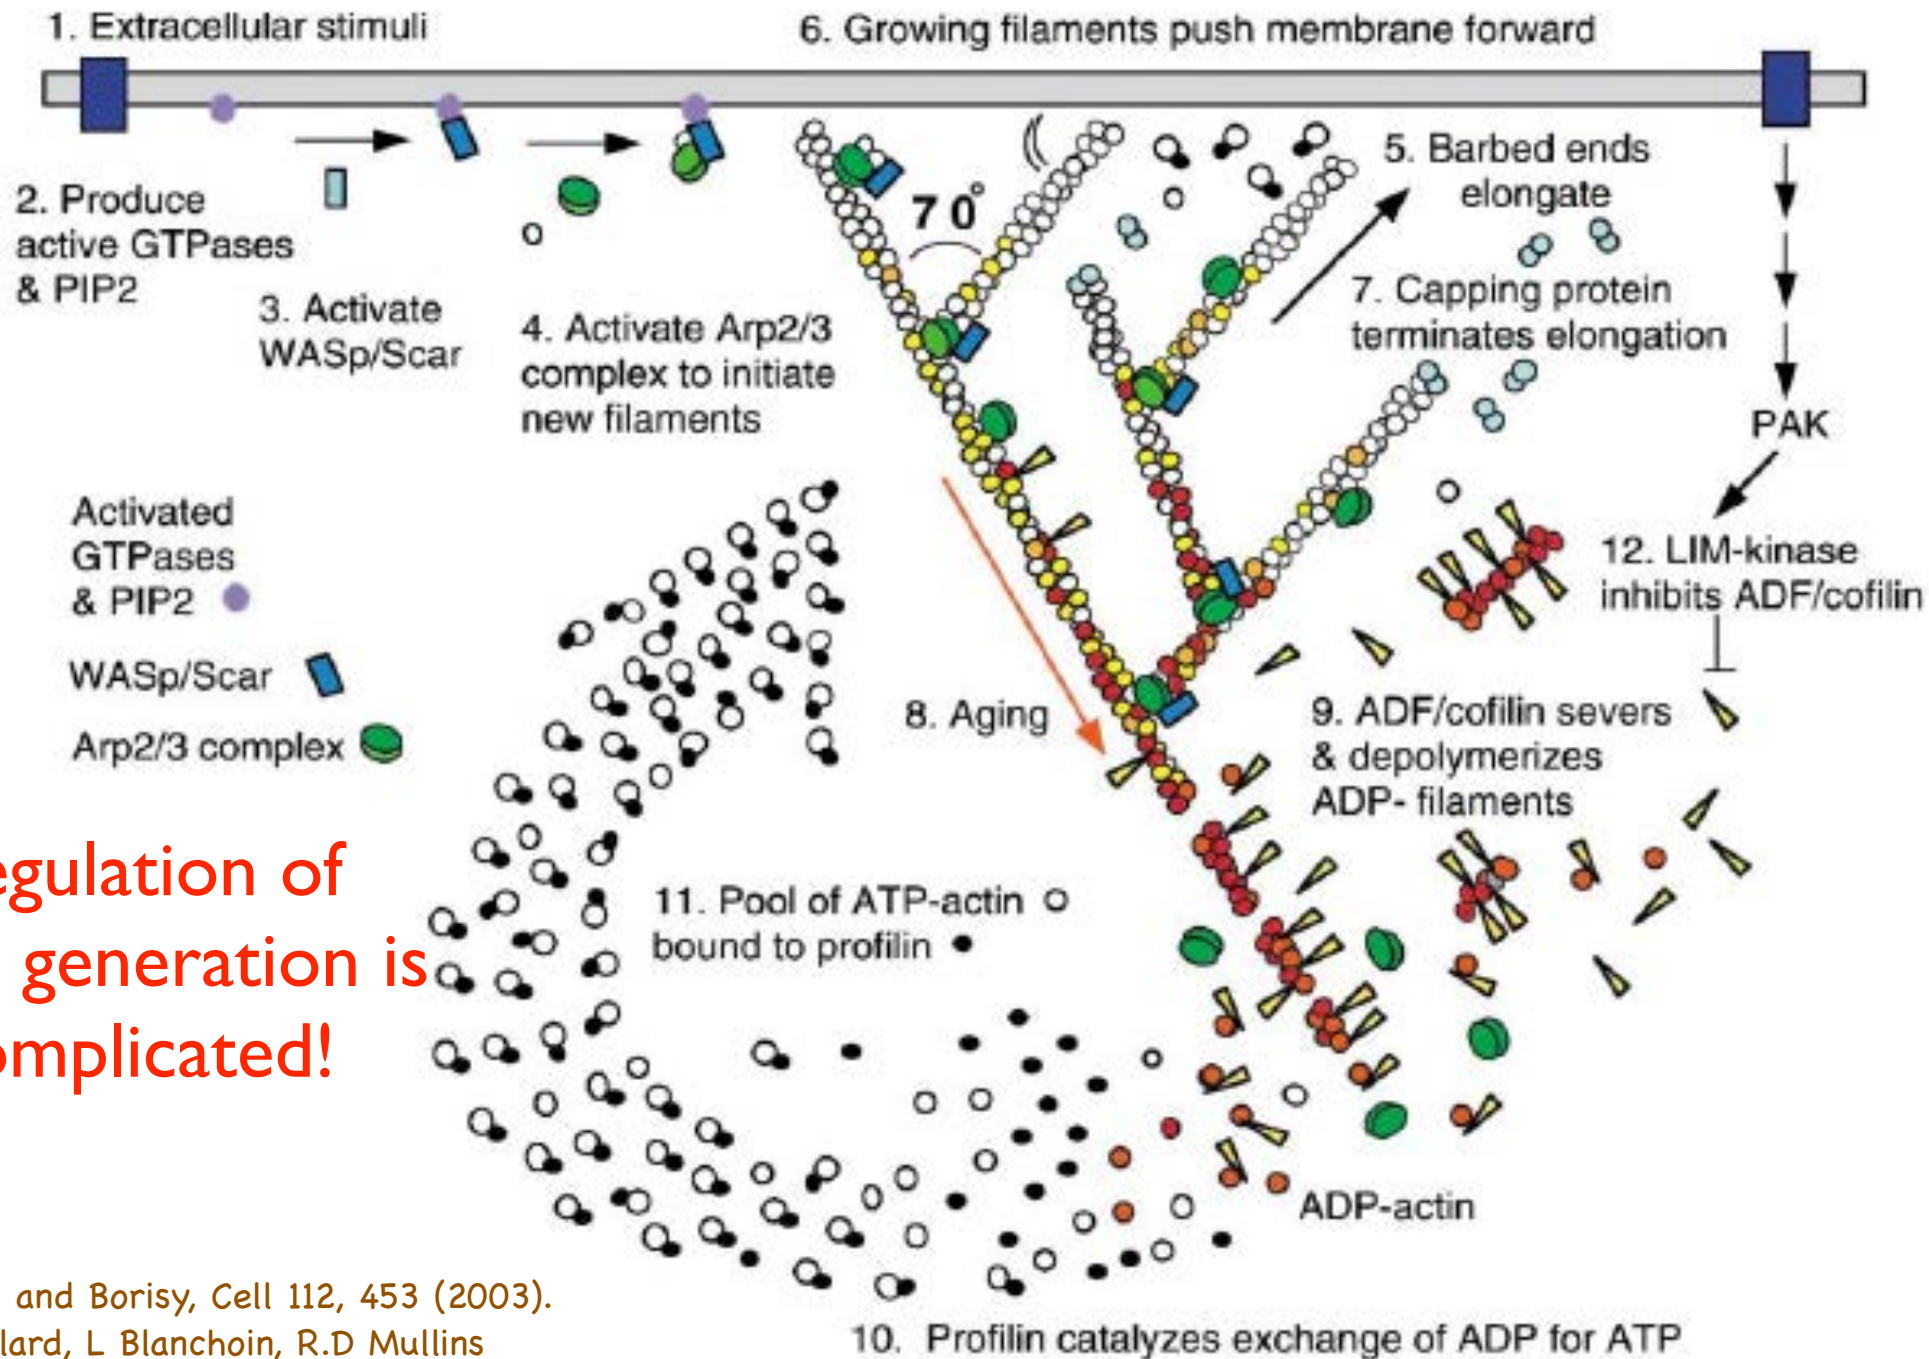 1. Extracellular stimuli
6. Growing filaments push membrane forward
2. Produce
active GTPases
& PIP2
3. Activate
WASp/Scar
4. Activate Arp2/3
complex to initiate
new filaments
70°
5. Barbed ends
elongate
7. Capping protein
terminates elongation
PAK
12. LIM-kinase
inhibits ADF/cofilin
Activated
GTPases
& PIP2
WASp/Scar
Arp2/3 complex
8. Aging
9. ADF/cofilin severs
& depolymerizes
ADP- filaments
egulation of
generation is
omplicated!
11. Pool of ATP-actin
bound to profilin
ADP-actin
and Borisy, Cell 112, 453 (2003).
llard, L Blanchoin, R.D Mullins
10. Profilin catalyzes exchange of ADP for ATP